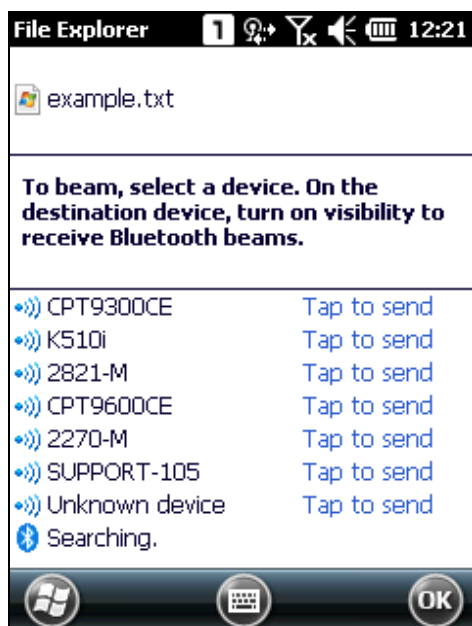 File Explorer 1 12:21
example.txt
To beam, select a device. On the
destination device, turn on visibility to
receive Bluetooth beams.
CPT9300CE Tap to send
K510i Tap to send
2821-M Tap to send
CPT9600CE Tap to send
2270-M Tap to send
SUPPORT-105 Tap to send
Unknown device Tap to send
Searching.
OK